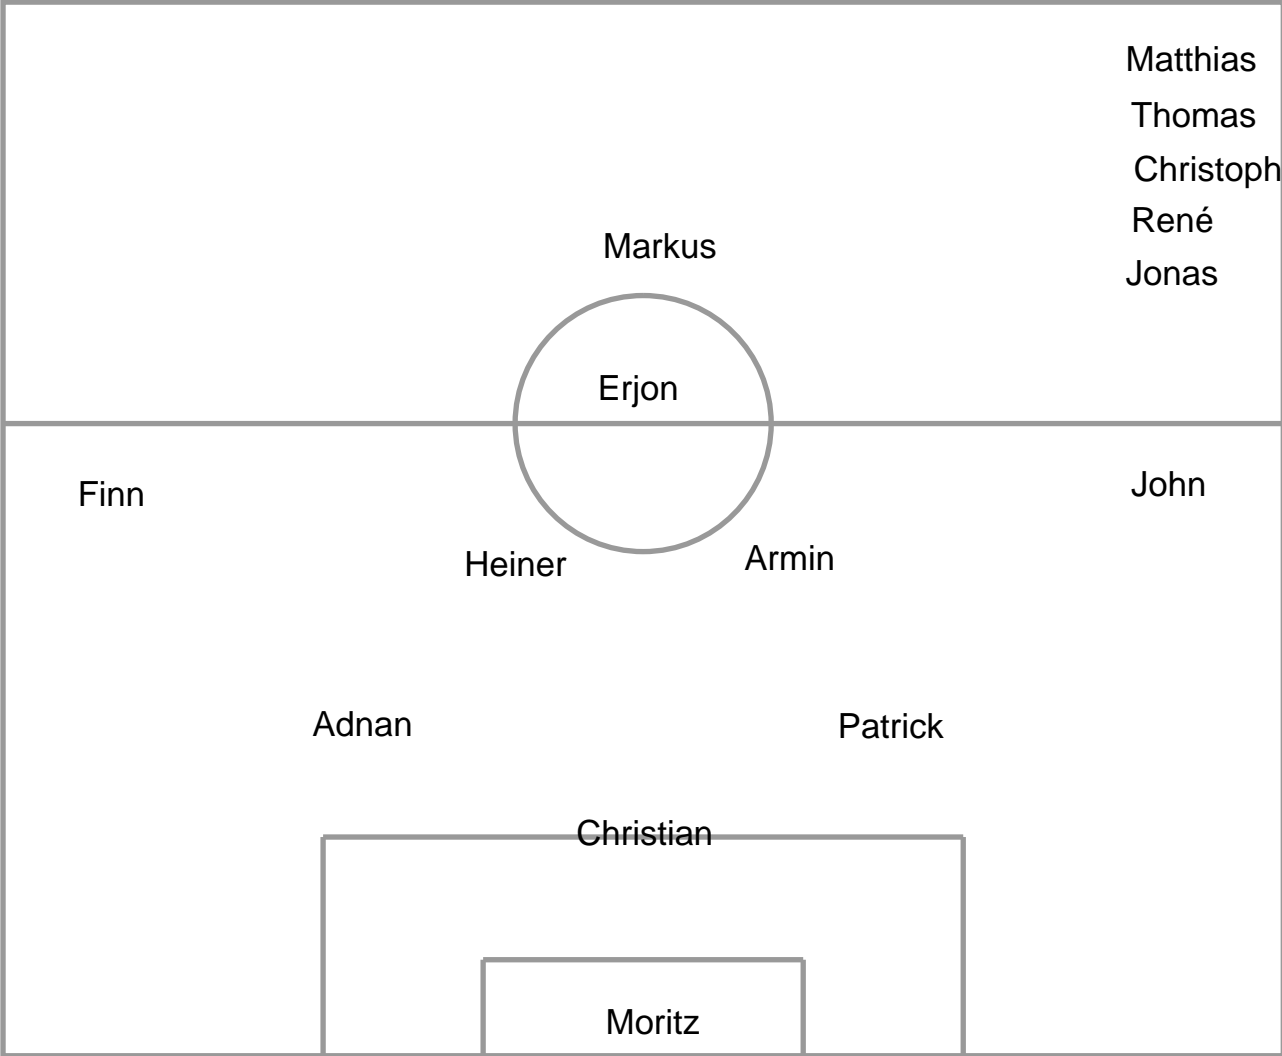 Matthias
Thomas
Christoph
René
Markus
Jonas
Erjon
Finn
John
Heiner
Armin
Adnan
Patrick
Christian
Moritz